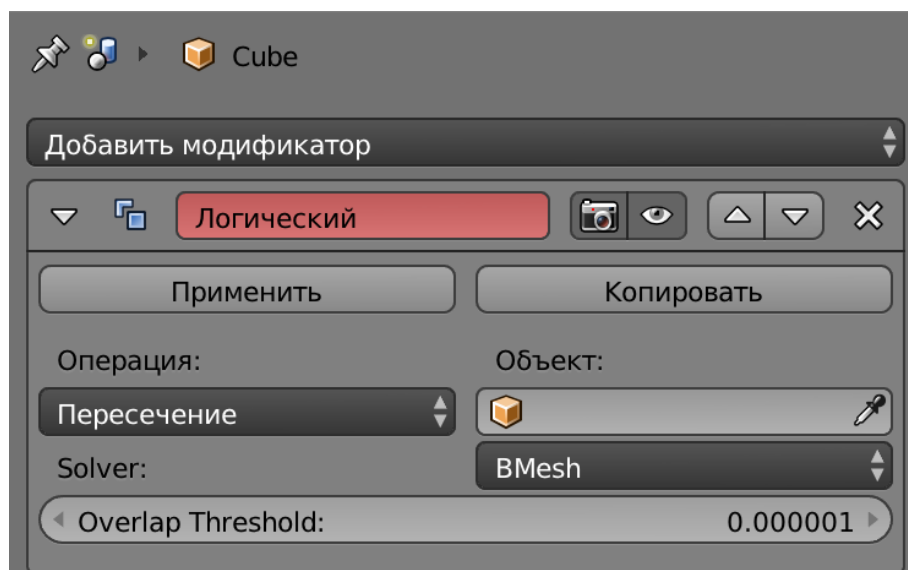 Cube
Добавить модификатор
Логический
Применить Копировать
Операция: Объект:
Пересечение
Solver: BMesh
Overlap Threshold: 0.000001